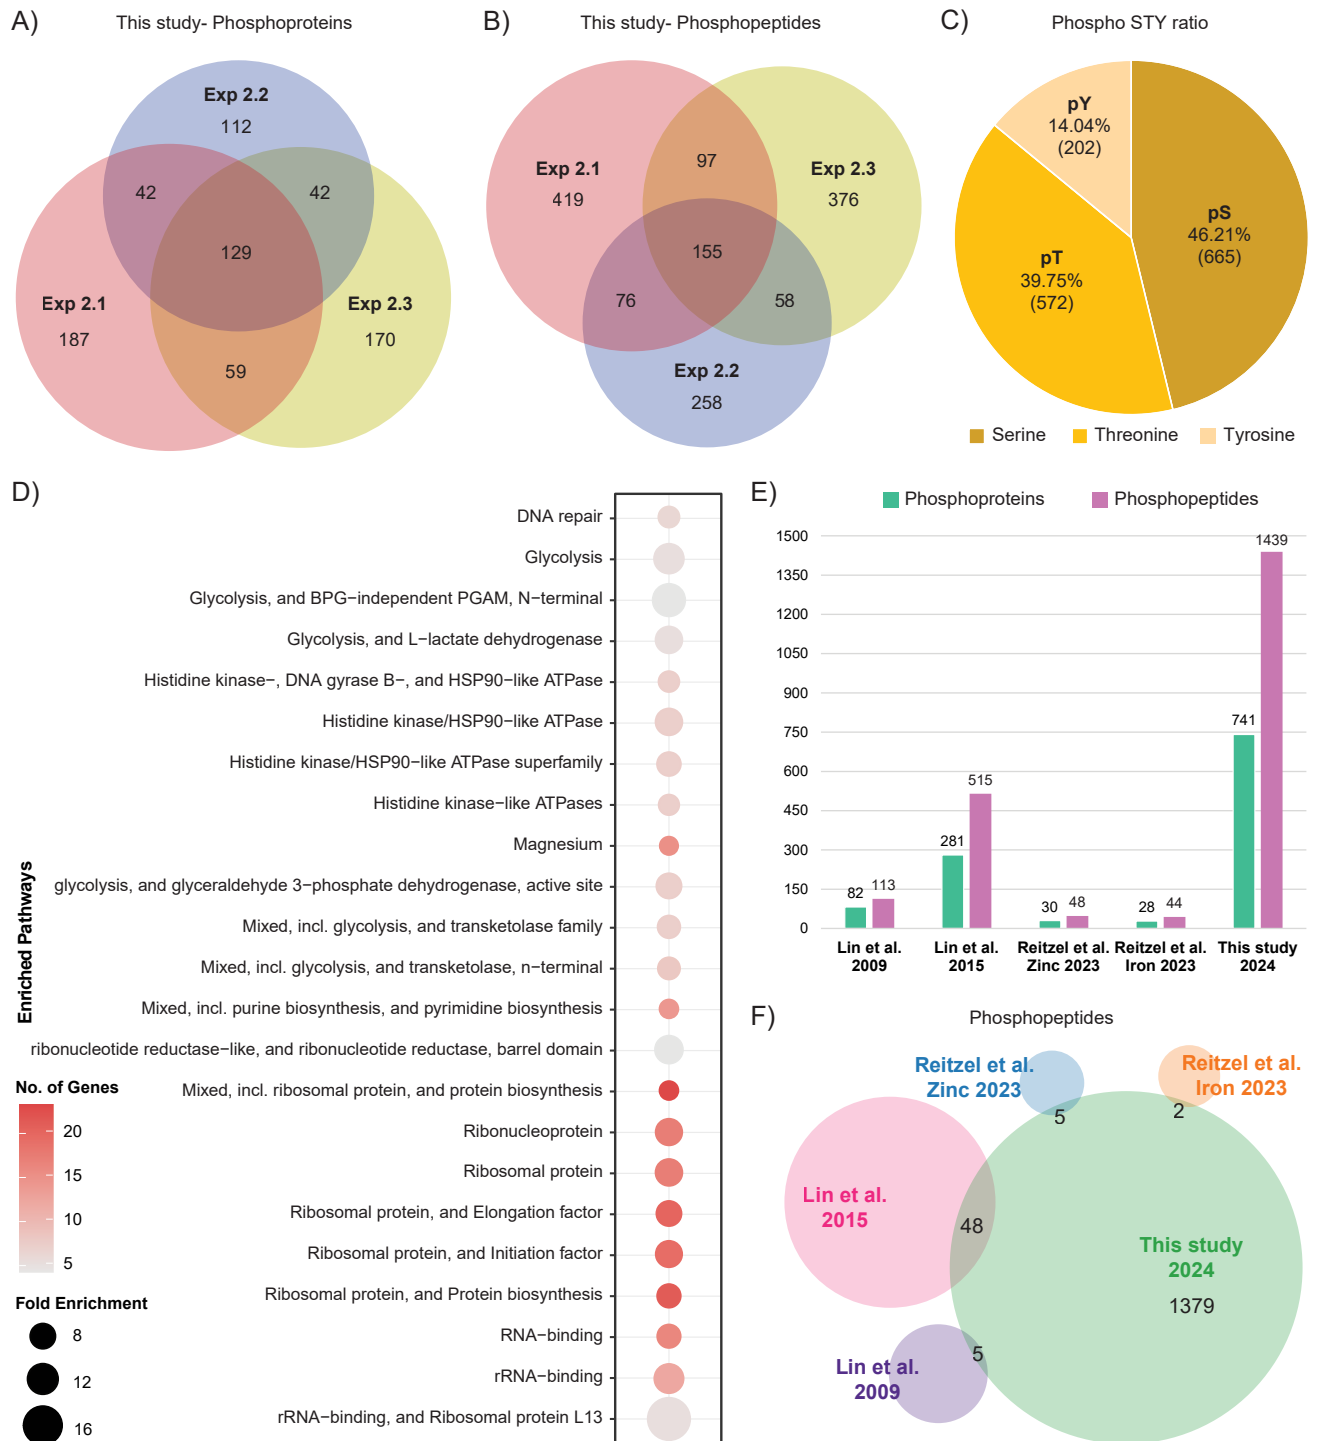 A)
This study- Phosphoproteins
Exp 2.2
112
42
42
129
Exp 2.1
187
Exp 2.3
170
59
B)
This study- Phosphopeptides
Exp 2.1
419
97
Exp 2.3
376
155
76
58
Exp 2.2
258
C)
Phospho STY ratio
pY
14.04%
(202)
pS
46.21%
(665)
pT
39.75%
(572)
Serine
Threonine
Tyrosine
D)
Enriched Pathways
DNA repair
Glycolysis
Glycolysis, and BPG−independent PGAM, N−terminal
Glycolysis, and L−lactate dehydrogenase
Histidine kinase−, DNA gyrase B−, and HSP90−like ATPase
Histidine kinase/HSP90−like ATPase
Histidine kinase/HSP90−like ATPase superfamily
Histidine kinase−like ATPases
Magnesium
glycolysis, and glyceraldehyde 3−phosphate dehydrogenase, active site
Mixed, incl. glycolysis, and transketolase family
Mixed, incl. glycolysis, and transketolase, n−terminal
Mixed, incl. purine biosynthesis, and pyrimidine biosynthesis
ribonucleotide reductase−like, and ribonucleotide reductase, barrel domain
Mixed, incl. ribosomal protein, and protein biosynthesis
Ribonucleoprotein
Ribosomal protein
Ribosomal protein, and Elongation factor
Ribosomal protein, and Initiation factor
Ribosomal protein, and Protein biosynthesis
RNA−binding
rRNA−binding
rRNA−binding, and Ribosomal protein L13
No. of Genes
20
15
10
5
Fold Enrichment
8
12
16
E)
Phosphoproteins
Phosphopeptides
1500
1350
1200
1050
900
750
600
450
300
150
0
82
113
281
515
30
48
28
44
741
1439
Lin et al.
2009
Lin et al.
2015
Reitzel et al.
Zinc 2023
Reitzel et al.
Iron 2023
This study
2024
F)
Phosphopeptides
Reitzel et al.
Zinc 2023
5
Reitzel et al.
Iron 2023
2
Lin et al.
2015
48
This study
2024
1379
5
Lin et al.
2009